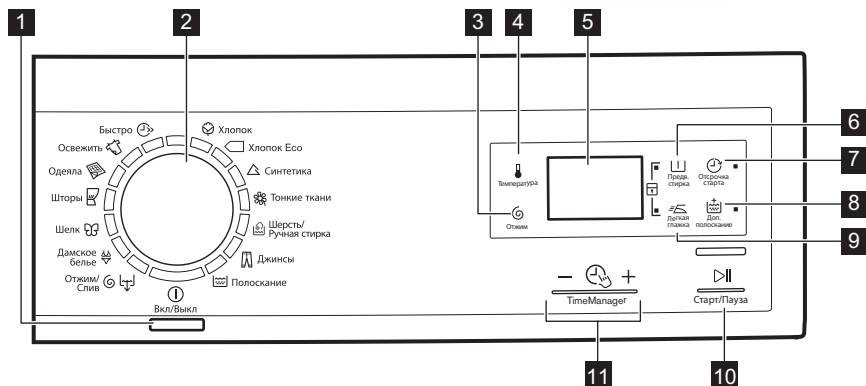 1
2
3
4
5
6
7
8
9
10
11
Быстро
Освежить
Одеяла
Шторы
Шелк
Дамское
белье
Отжим/
Слив
Вкл/Выкл
Хлопок
Хлопок Eco
Синтетика
Тонкие ткани
Шерсть/
Ручная стирка
Джинсы
Полоскание
Температура
Отжим
Предв.
стирка
Отсрочка
старта
Легкая
глажка
Доп.
полоскание
TimeManager
Старт/Пауза